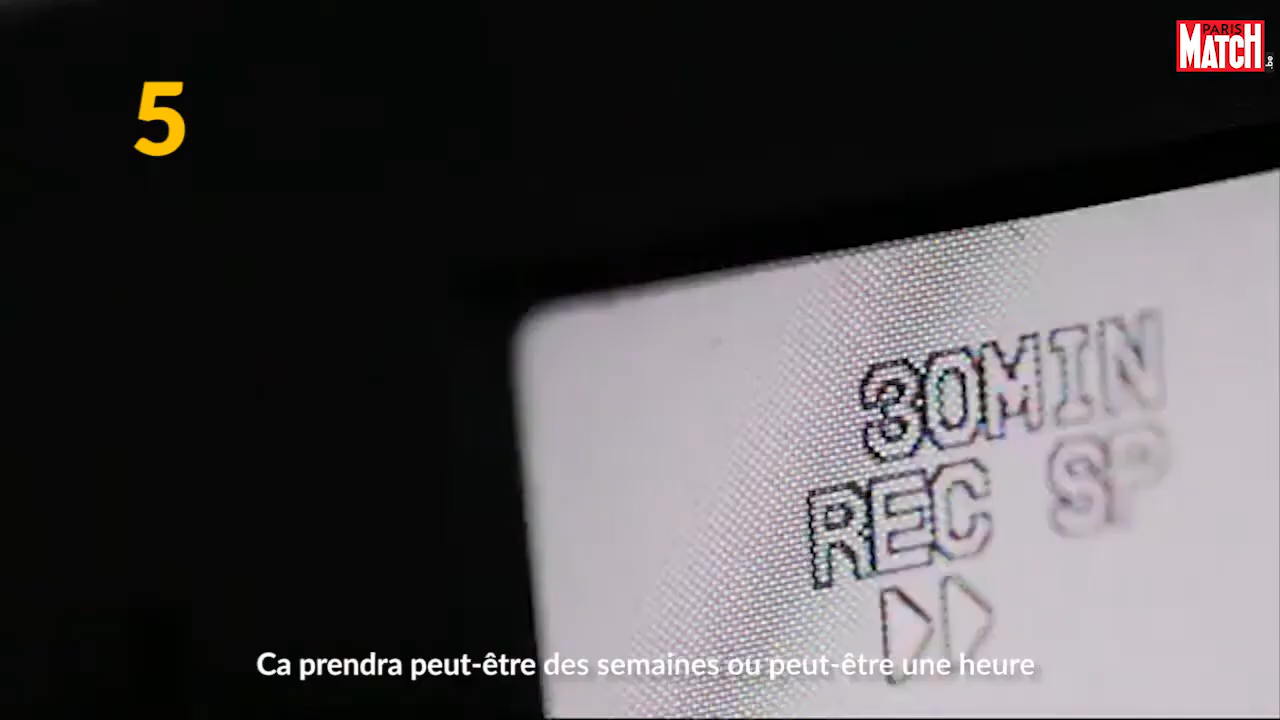 PARIS
MATCH
.be
5
30MIN
REC SP
Ca prendra peut-être des semaines ou peut-être une heure